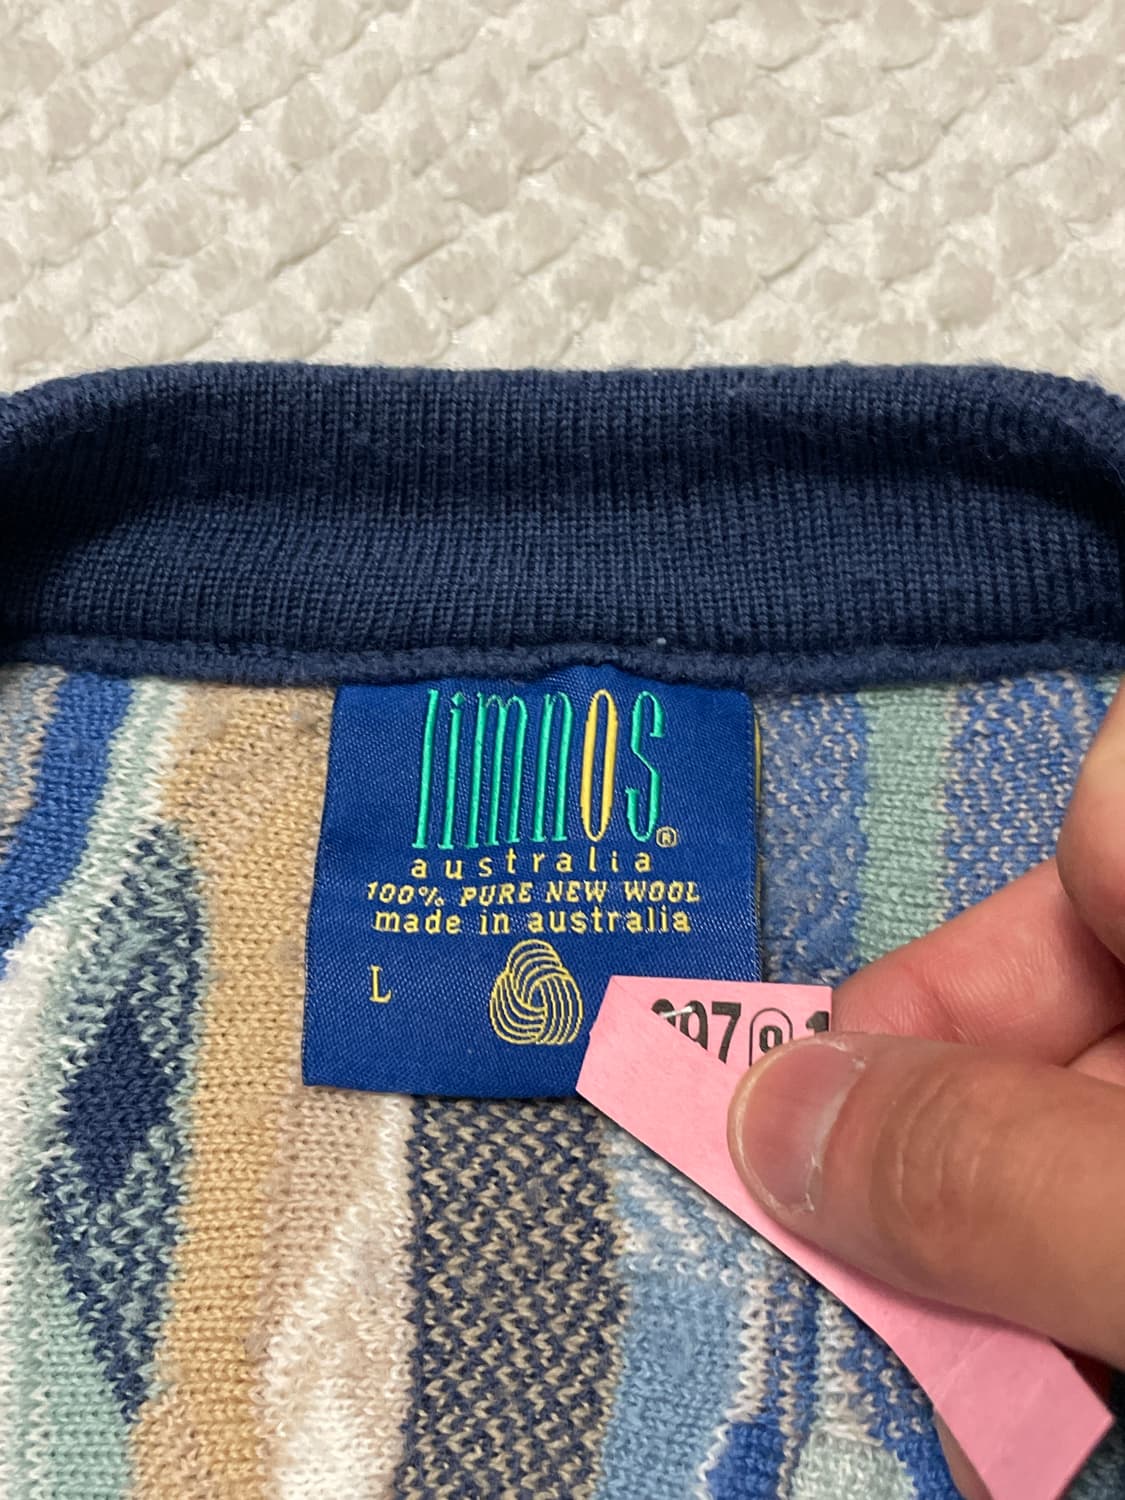 limnos®
australia
100% PURE NEW WOOL
made in australia
L